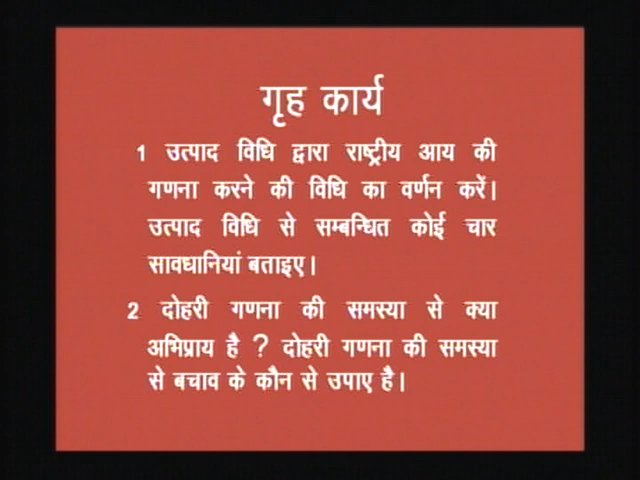 गृह कार्य
1 उत्पाद विधि द्वारा राष्ट्रीय आय की
गणना करने की विधि का वर्णन करें।
उत्पाद विधि से सम्बन्धित कोई चार
सावधानियां बताइए।
2 दोहरी गणना की समस्या से क्या
अभिप्राय है ? दोहरी गणना की समस्या
से बचाव के कौन से उपाए है।